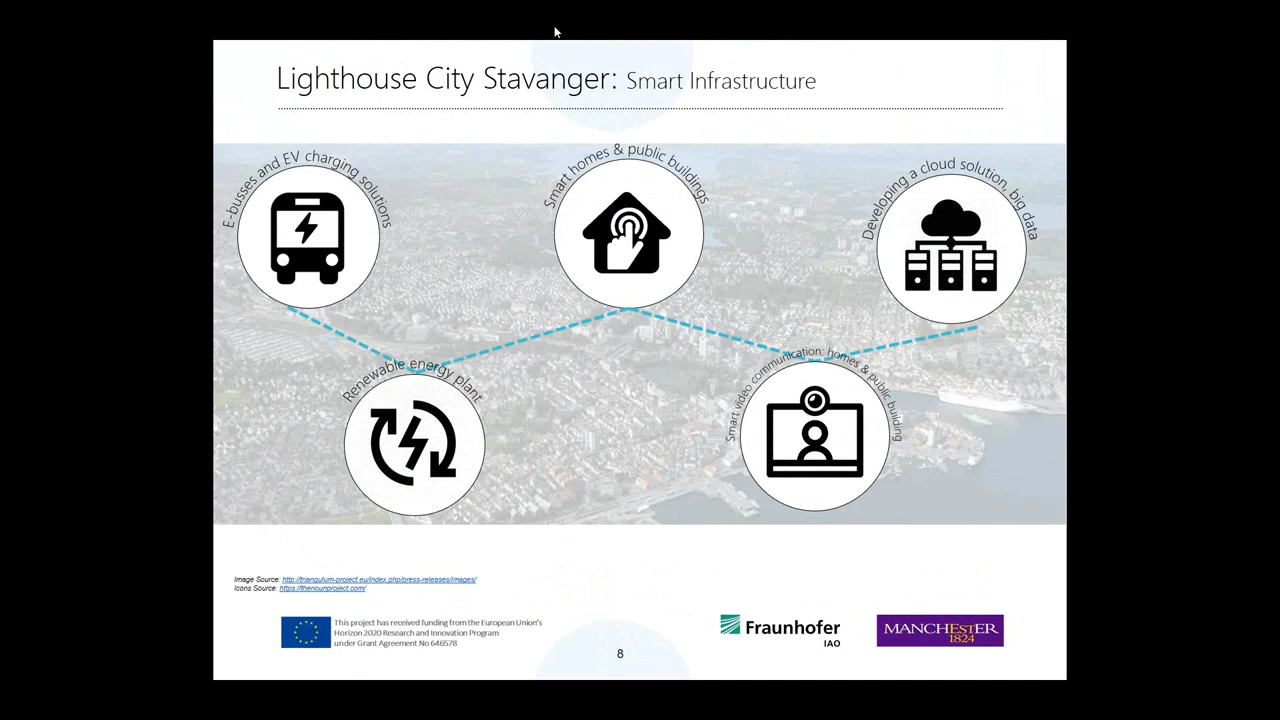 Lighthouse City Stavanger: Smart Infrastructure
E-busses and EV charging solutions
Smart homes & public buildings
Developing a cloud solution, big data
Renewable energy plant
Smart video communication: homes & public building
Image Source: http://triangulum-project.eu/index.php/press-releases/images/
Icons Source: https://thenounproject.com/
This project has received funding from the European Union's
Horizon 2020 Research and Innovation Program
under Grant Agreement No 646578
8
Fraunhofer
IAO
MANCHESTER
1824